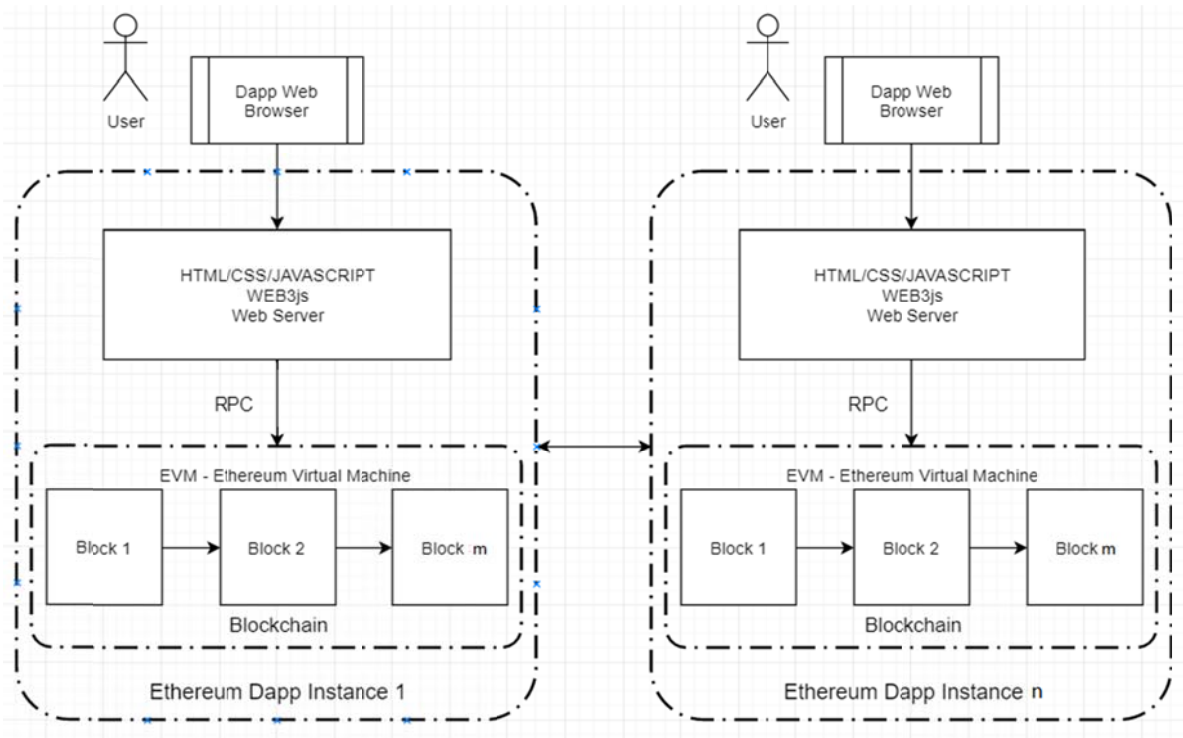 User
Dapp Web
Browser
HTML/CSS/JAVASCRIPT
WEB3js
Web Server
RPC
EVM - Ethereum Virtual Machine
Block 1
Block 2
Block m
Blockchain
Ethereum Dapp Instance 1
User
Dapp Web
Browser
HTML/CSS/JAVASCRIPT
WEB3js
Web Server
RPC
EVM - Ethereum Virtual Machine
Block 1
Block 2
Block m
Blockchain
Ethereum Dapp Instance n